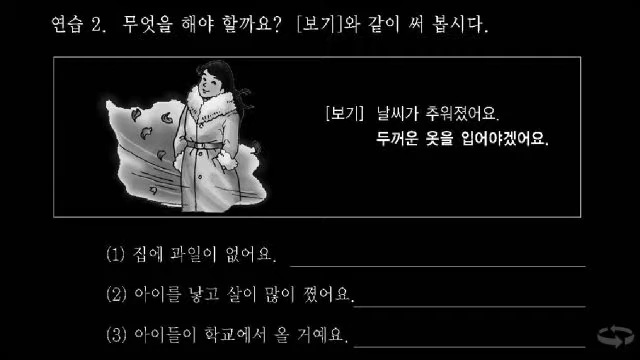 연습 2. 무엇을 해야 할까요? [보기]와 같이 써 봅시다.
[보기] 날씨가 추워졌어요.
두꺼운 옷을 입어야겠어요.
(1) 집에 과일이 없어요.
(2) 아이를 낳고 살이 많이 쪘어요.
(3) 아이들이 학교에서 올 거예요.